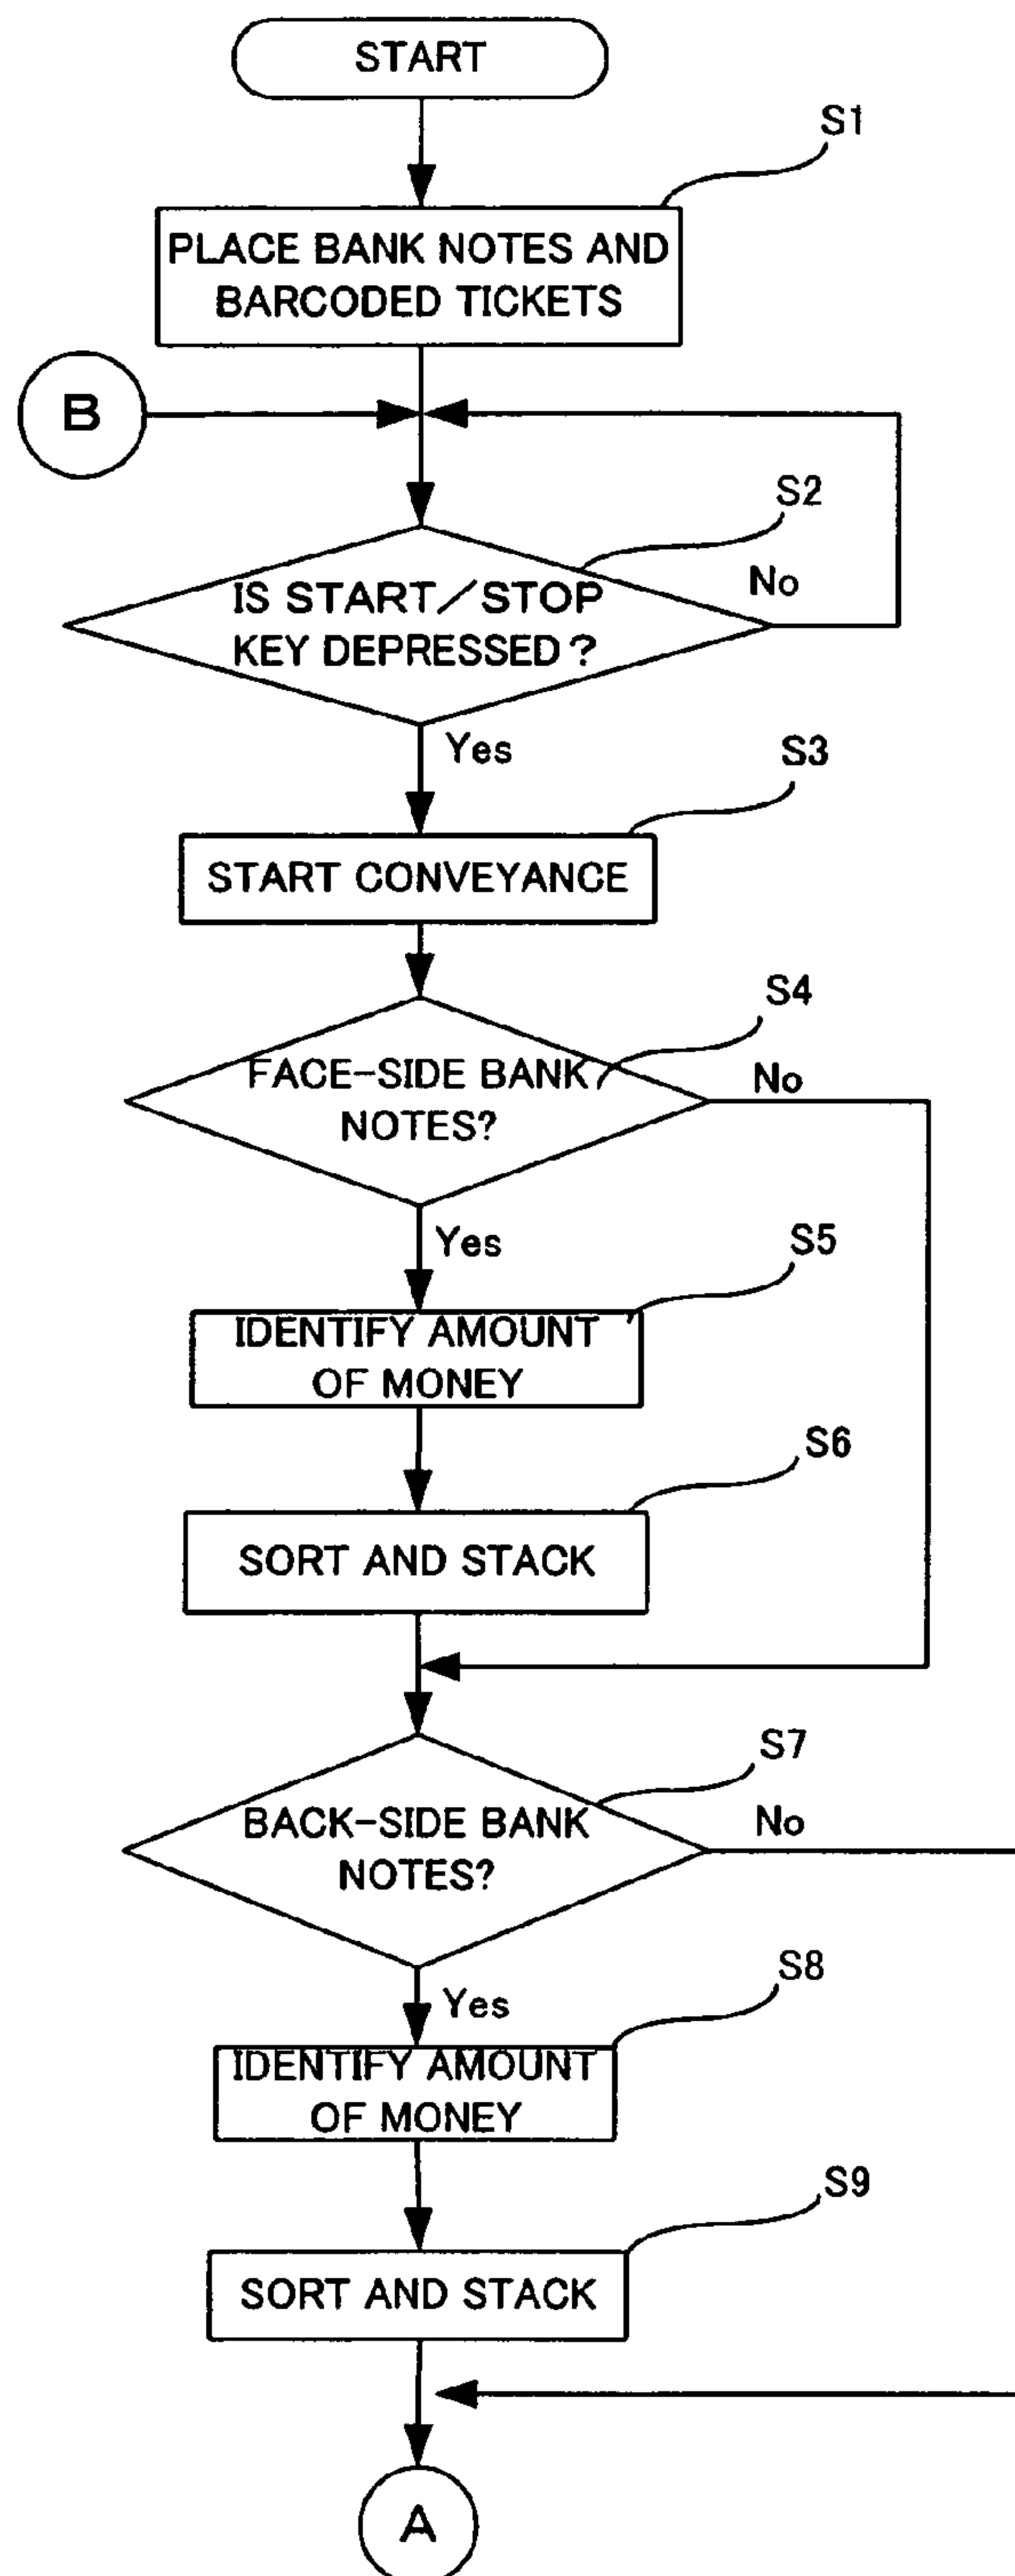 START
S1
PLACE BANK NOTES AND
BARCODED TICKETS
B
S2
IS START／STOP
KEY DEPRESSED?
No
Yes
S3
START CONVEYANCE
S4
FACE-SIDE BANK
NOTES?
No
Yes
S5
IDENTIFY AMOUNT
OF MONEY
S6
SORT AND STACK
S7
BACK-SIDE BANK
NOTES?
No
S8
Yes
IDENTIFY AMOUNT
OF MONEY
S9
SORT AND STACK
A